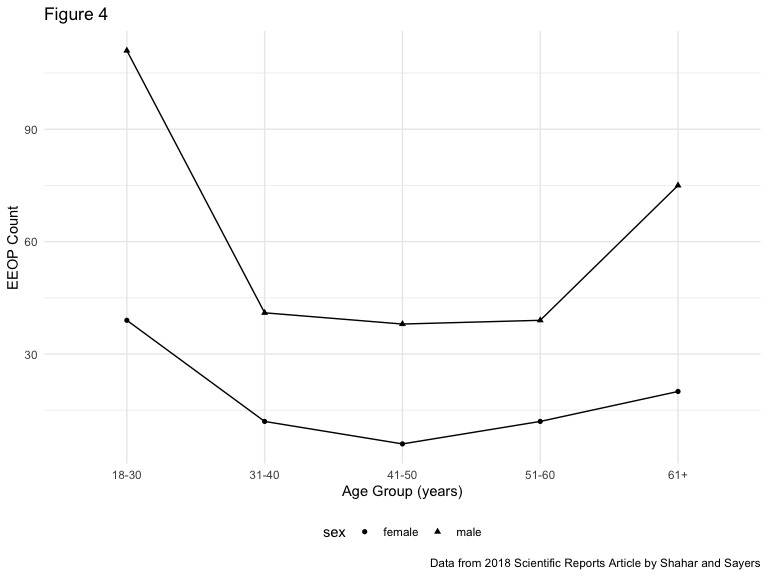 Figure 4
EEOP Count
90
60
30
18-30 31-40 41-50 51-60 61+
Age Group (years)
sex female male
Data from 2018 Scientific Reports Article by Shahar and Sayers